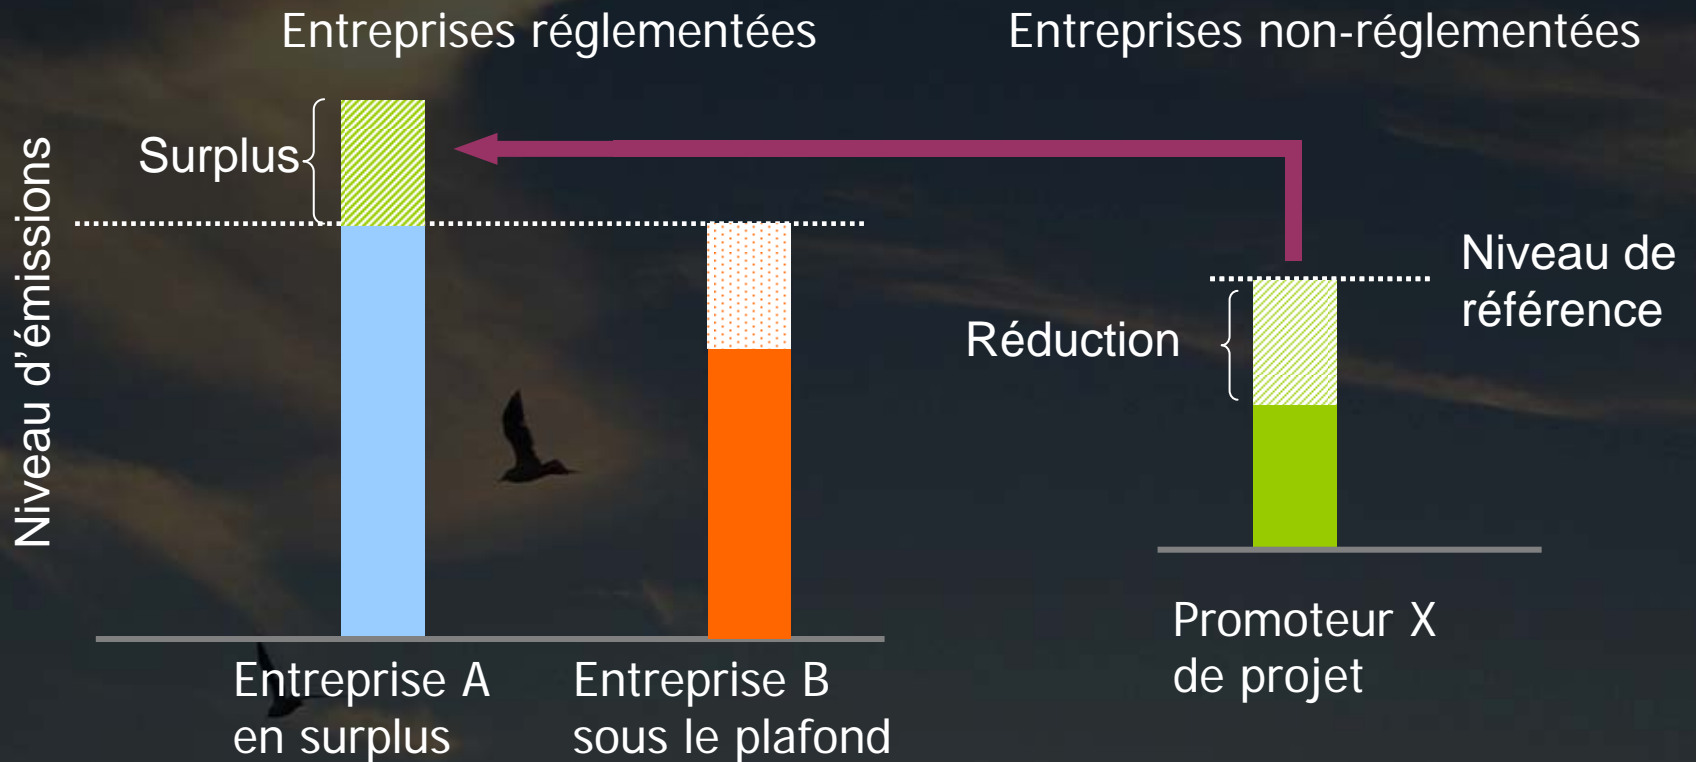 Entreprises réglementées
Entreprises non-réglementées
Niveau d'émissions
Surplus
Niveau de
référence
Réduction
Entreprise A
en surplus
Entreprise B
sous le plafond
Promoteur X
de projet